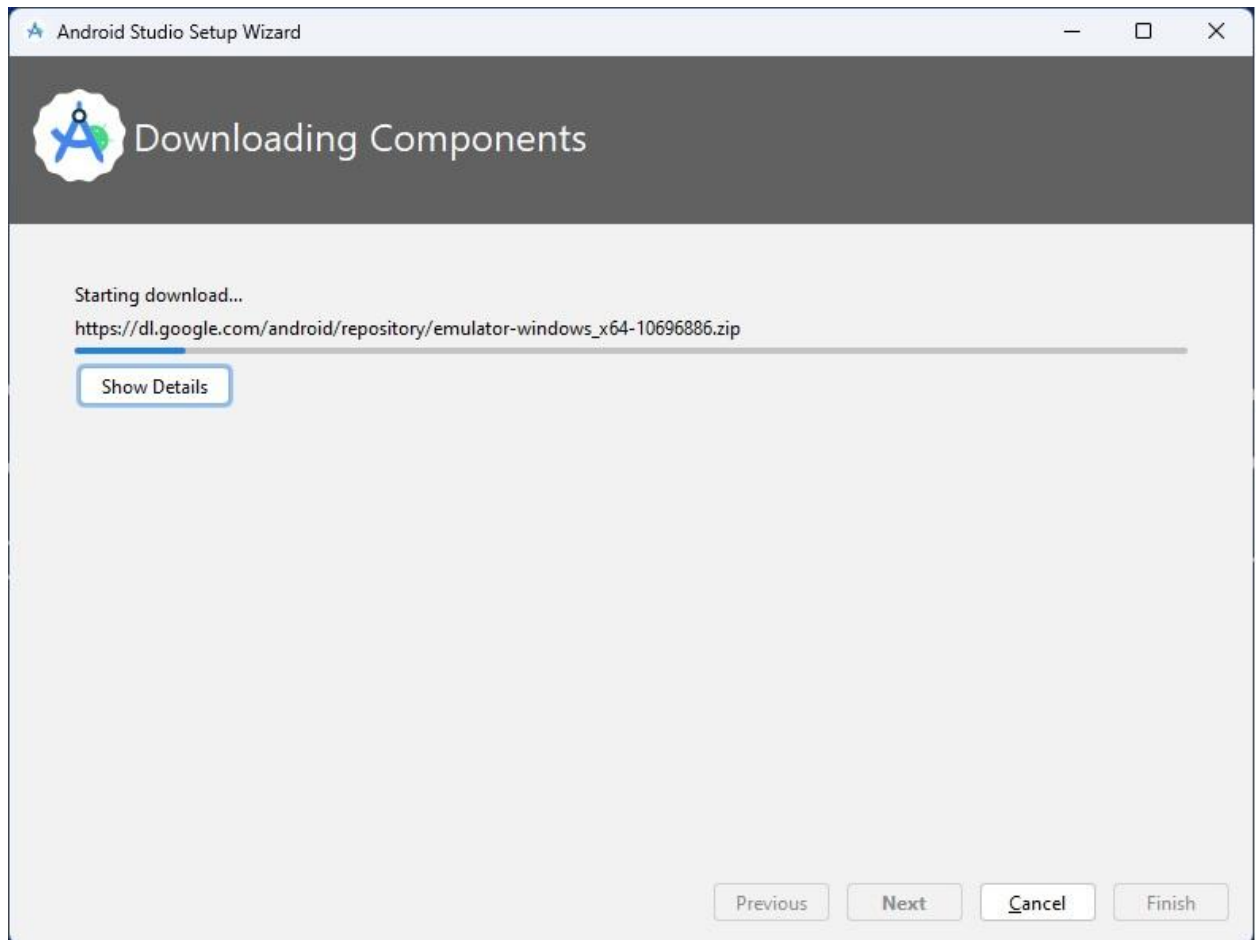 Android Studio Setup Wizard
Downloading Components
Starting download...
https://dl.google.com/android/repository/emulator-windows_x64-10696886.zip
Show Details
Previous Next Cancel Finish